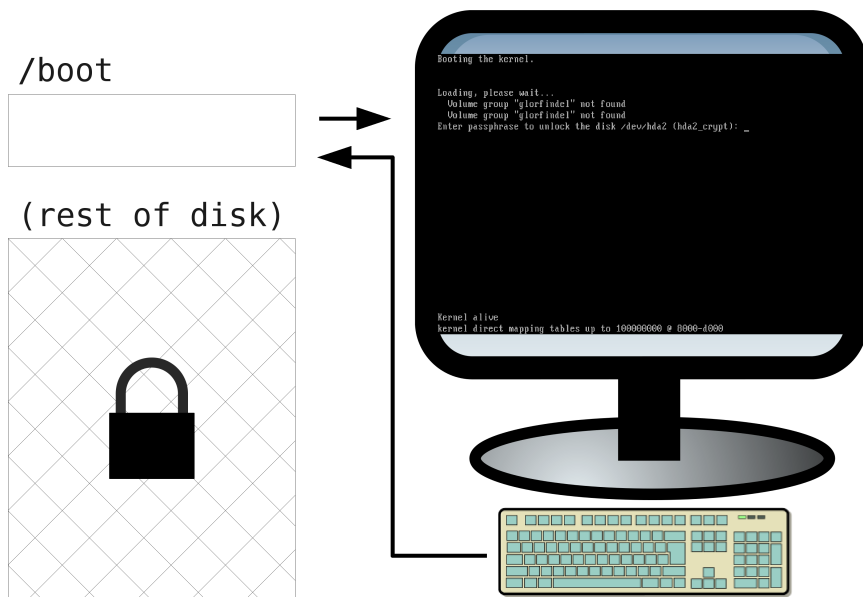 /boot
(rest of disk)
Booting the kernel.
Loading, please wait...
Volume group "glorfindel" not found
Volume group "glorfindel" not found
Enter passphrase to unlock the disk /dev/hda2 (hda2_crypt): _
Kernel alive
kernel direct mapping tables up to 100000000 @ 8000-d000